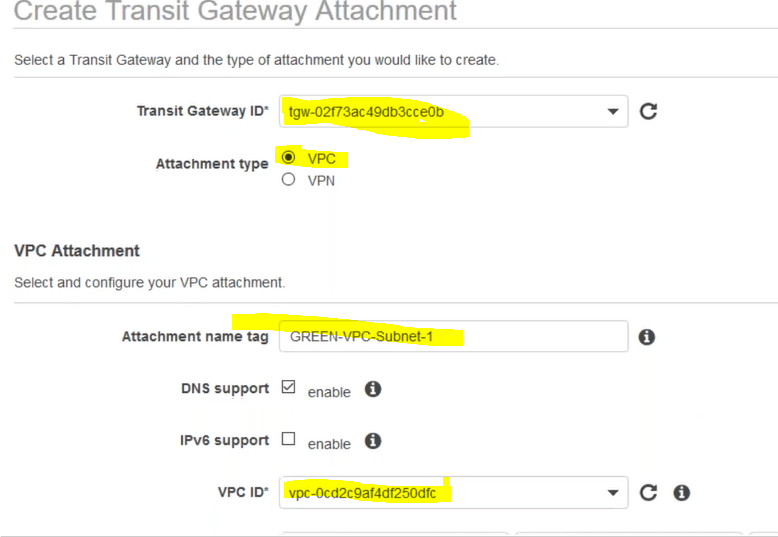 Create Transit Gateway Attachment
Select a Transit Gateway and the type of attachment you would like to create.
Transit Gateway ID* tgw-02f73ac49db3cce0b
Attachment type VPC
VPN
VPC Attachment
Select and configure your VPC attachment.
Attachment name tag GREEN-VPC-Subnet-1
DNS support enable
IPv6 support enable
VPC ID* vpc-0cd2c9af4df250dfc